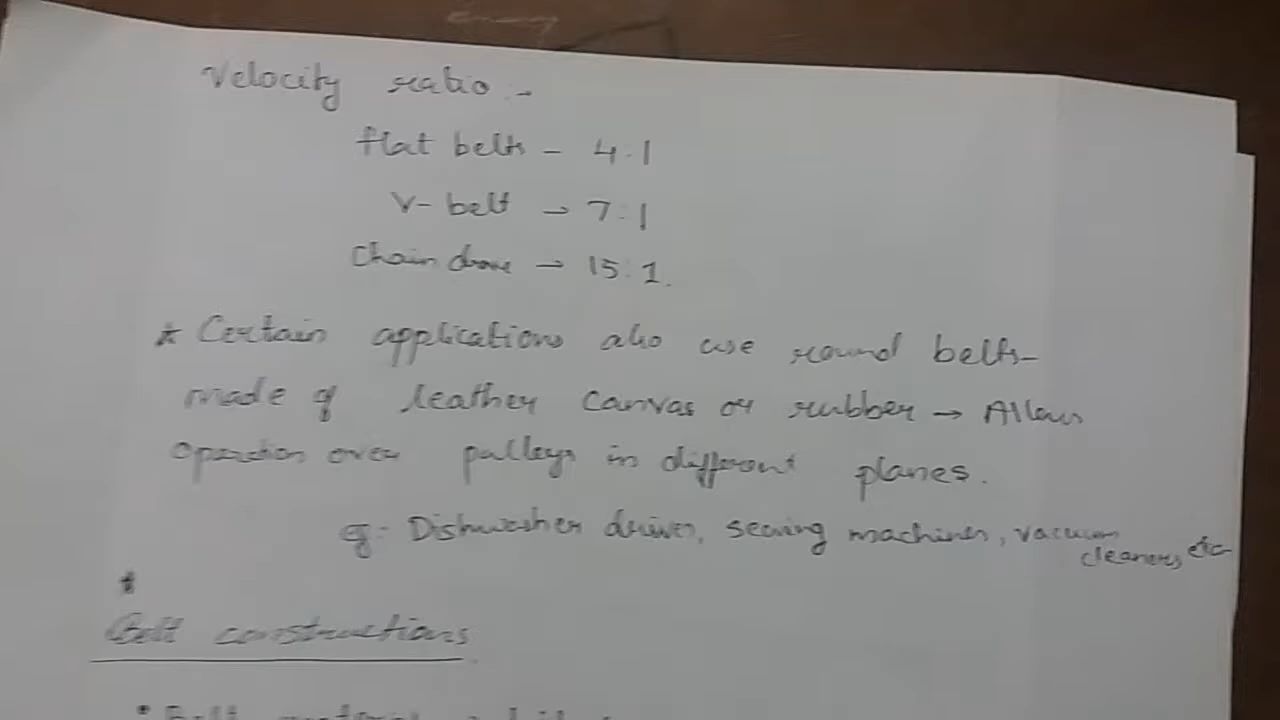 Velocity ratio :-
flat belts - 4:1
V-belt → 7:1
Chain drive → 15:1.
* Certain applications also use round belts-
made of leather canvas or rubber → Allows
operation over pulleys in different planes.
eg:- Dishwasher drives, sewing machines, vacuum
cleaners, etc
*
Belt constructions
• Belt